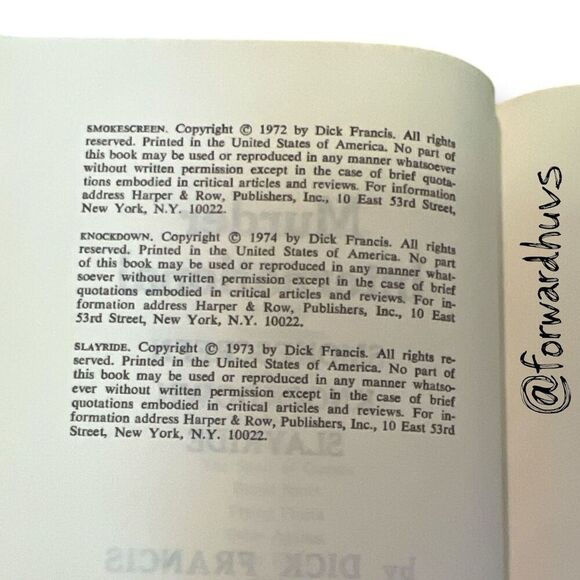 SMOKESCREEN. Copyright © 1972 by Dick Francis. All rights
reserved. Printed in the United States of America. No part of
this book may be used or reproduced in any manner whatsoever
without written permission except in the case of brief quota-
tions embodied in critical articles and reviews. For information
address Harper & Row, Publishers, Inc., 10 East 53rd Street,
New York, N.Y. 10022.
KNOCKDOWN. Copyright © 1974 by Dick Francis. All rights
reserved. Printed in the United States of America. No part
of this book may be used or reproduced in any manner what-
soever without written permission except in the case of brief
quotations embodied in critical articles and reviews. For in-
formation address Harper & Row, Publishers, Inc., 10 East
53rd Street, New York, N.Y. 10022.
SLAYRIDE. Copyright © 1973 by Dick Francis. All rights re-
served. Printed in the United States of America. No part of
this book may be used or reproduced in any manner whatso-
ever without written permission except in the case of brief
quotations embodied in critical articles and reviews. For in-
formation address Harper & Row, Publishers, Inc., 10 East 53rd
Street, New York, N.Y. 10022.
SLAYRIDE
by DICK FRANCIS
@forwardhuvs